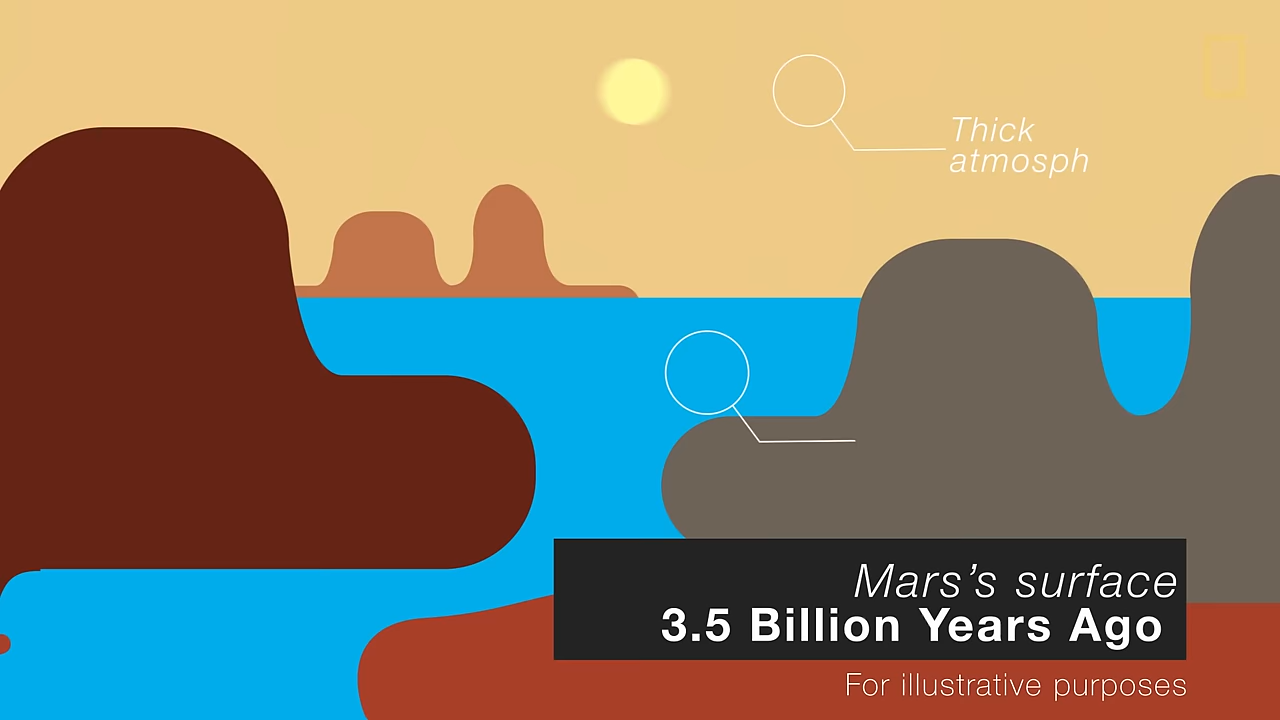 Thick
atmosph
Mars’s surface
3.5 Billion Years Ago
For illustrative purposes